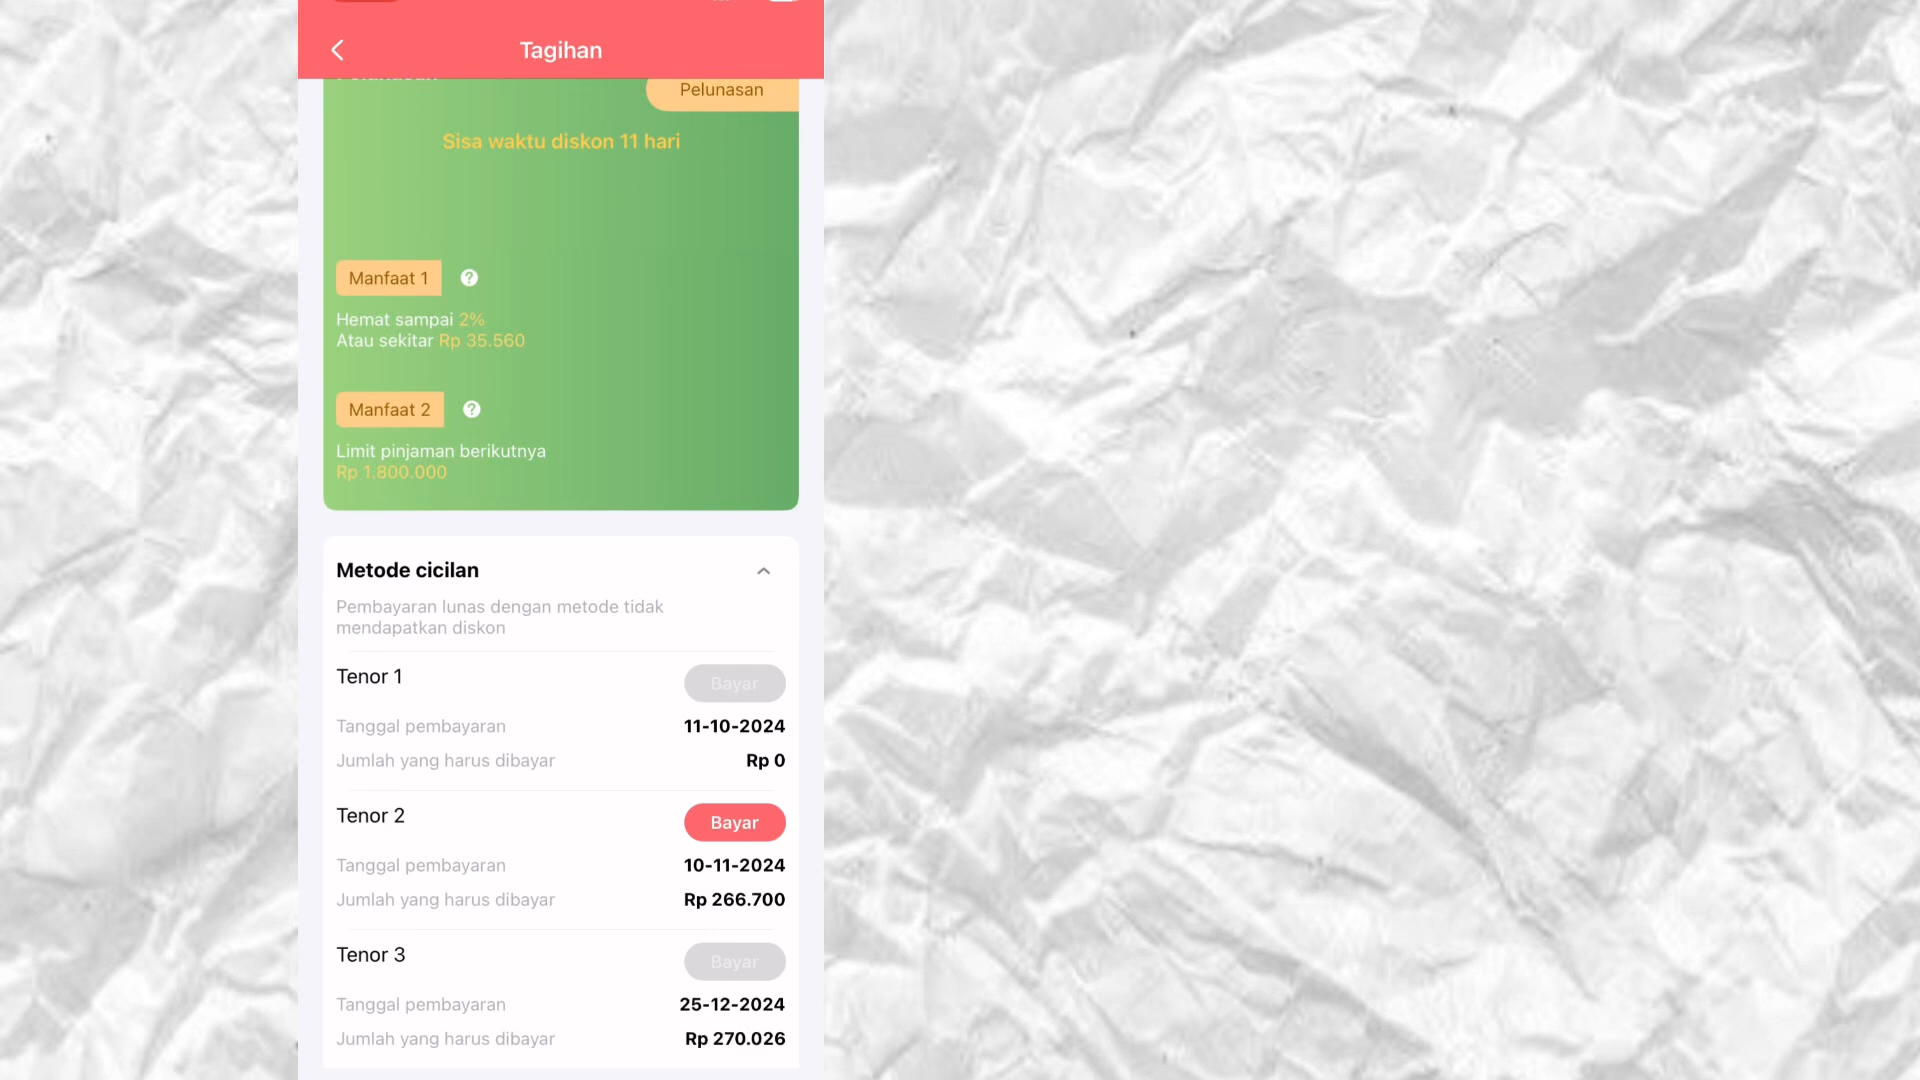 Tagihan
Pelunasan
Sisa waktu diskon 11 hari
Manfaat 1
Hemat sampai 2%
Atau sekitar Rp 35.560
Manfaat 2
Limit pinjaman berikutnya
Rp 1.800.000
Metode cicilan
Pembayaran lunas dengan metode tidak
mendapatkan diskon
Tenor 1
Bayar
Tanggal pembayaran 11-10-2024
Jumlah yang harus dibayar Rp 0
Tenor 2
Bayar
Tanggal pembayaran 10-11-2024
Jumlah yang harus dibayar Rp 266.700
Tenor 3
Bayar
Tanggal pembayaran 25-12-2024
Jumlah yang harus dibayar Rp 270.026